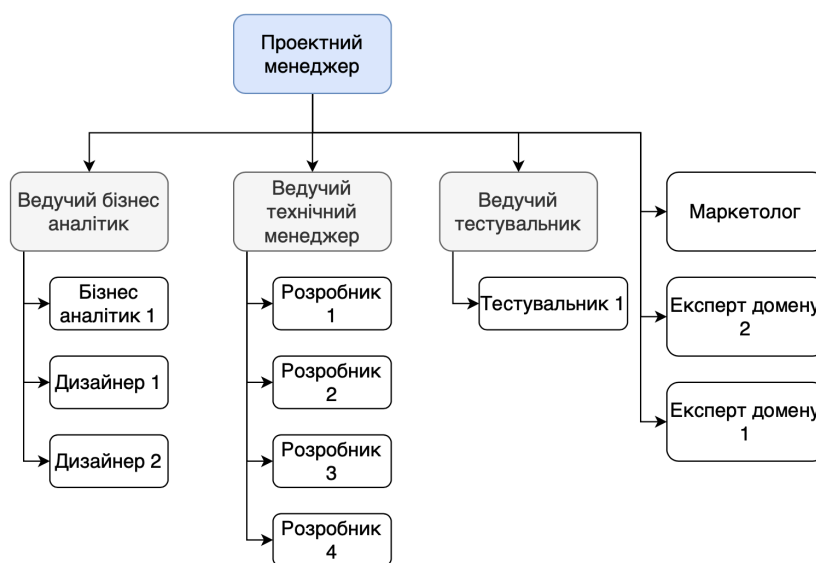 Проектний
менеджер
Ведучий бізнес
аналітик
Ведучий
технічний
менеджер
Ведучий
тестувальник
Маркетолог
Бізнес
аналітик 1
Розробник
1
Тестувальник 1
Експерт домену
2
Дизайнер 1
Розробник
2
Експерт домену
1
Дизайнер 2
Розробник
3
Розробник
4